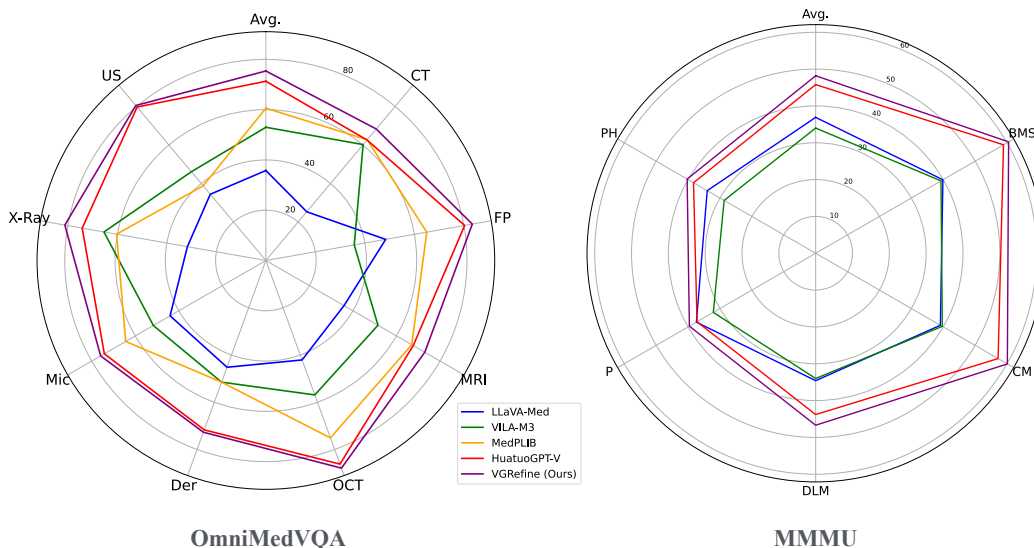 Avg.
CT
FP
MRI
OCT
Der
Mic
X-Ray
US
20
40
60
80
LLaVA-Med
VILA-M3
MedPLIB
HuatuoGPT-V
VGRefine (Ours)
OmniMedVQA
Avg.
BMS
CM
DLM
P
PH
10
20
30
40
50
60
MMMU